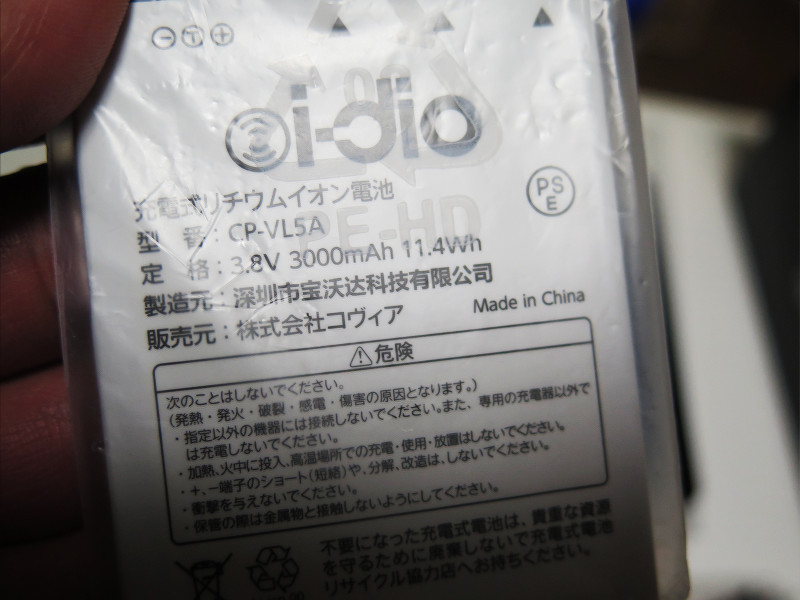 i-dio
充電式リチウムイオン電池
PS
E
型 番：CP-VL5A
PE-HD
定 格：3.8V 3000mAh 11.4Wh
製造元：深圳市宝沃达科技有限公司
販売元：株式会社コヴィア
Made in China
危険
次のことはしないでください。
（発熱・発火・破裂・感電・傷害の原因となります。）
・指定以外の機器には接続しないでください。また、専用の充電器以外で
は充電しないでください。
・加熱、火中に投入、高温場所での充電・使用・放置はしないでください。
・＋、－端子のショート（短絡）や、分解、改造は、しないでください。
・衝撃を与えないでください。
・保管の際は金属物と接触しないようにしてください。
不要になった充電式電池は、貴重な資源
を守るために廃棄しないで充電式電池
リサイクル協力店へお持ちください。